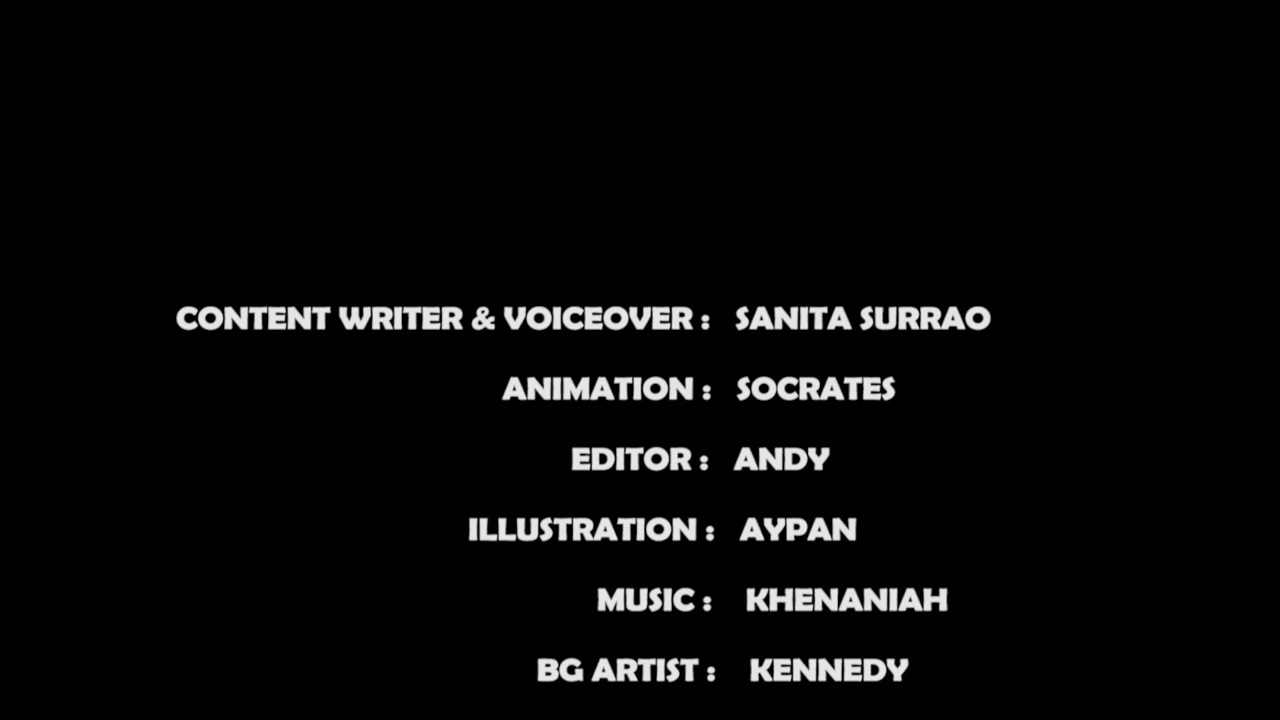 CONTENT WRITER & VOICEOVER : SANITA SURRAO
ANIMATION : SOCRATES
EDITOR : ANDY
ILLUSTRATION : AYPAN
MUSIC : KHENANIAH
BG ARTIST : KENNEDY